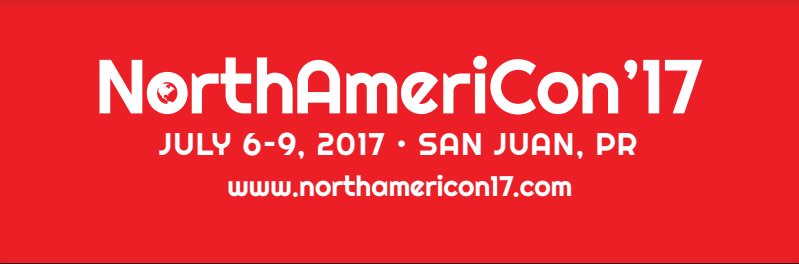 NorthAmeriCon’17
JULY 6-9, 2017 • SAN JUAN, PR
www.northamericon17.com